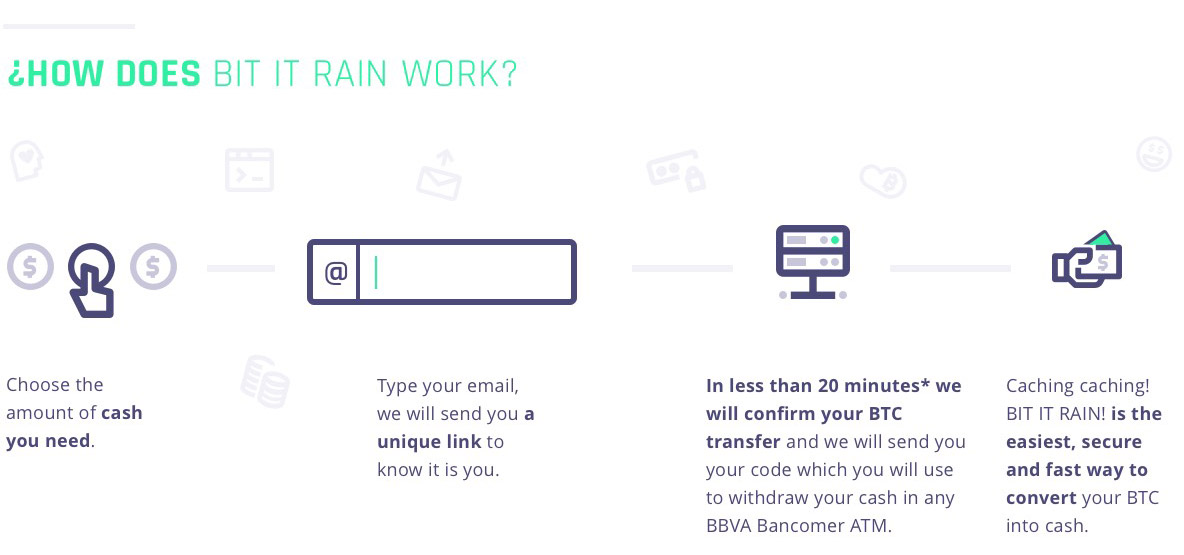 ¿HOW DOES BIT IT RAIN WORK?
$ $
@
$
Choose the
amount of cash
you need.
Type your email,
we will send you a
unique link to
know it is you.
In less than 20 minutes* we
will confirm your BTC
transfer and we will send you
your code which you will use
to withdraw your cash in any
BBVA Bancomer ATM.
Caching caching!
BIT IT RAIN! is the
easiest, secure
and fast way to
convert your BTC
into cash.